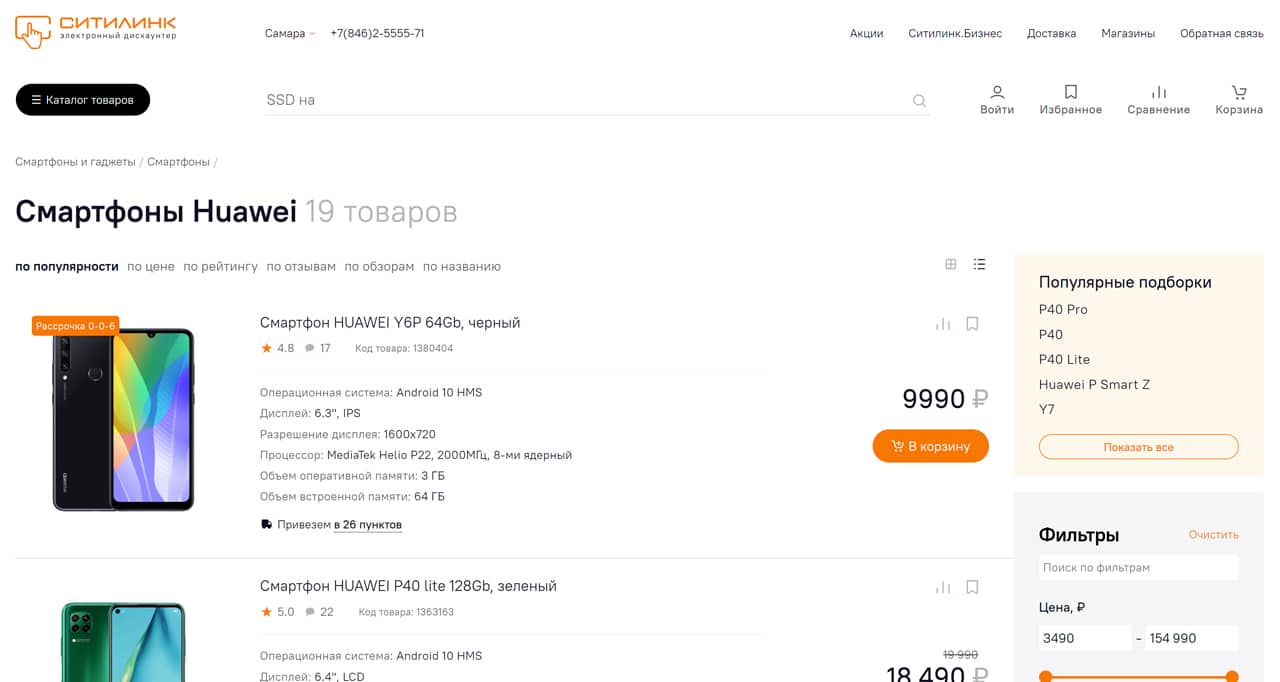 СИТИЛИНК
электронный дискаунтер
Самара
+7(846)2-5555-71
Акции
Ситилинк.Бизнес
Доставка
Магазины
Обратная связь
Каталог товаров
SSD на
Войти
Избранное
Сравнение
Корзина
Смартфоны и гаджеты / Смартфоны /
Смартфоны Huawei 19 товаров
по популярности по цене по рейтингу по отзывам по обзорам по названию
Рассрочка 0-0-6
Смартфон HUAWEI Y6P 64Gb, черный
4.8 17 Код товара: 1380404
Операционная система: Android 10 HMS
Дисплей: 6.3", IPS
Разрешение дисплея: 1600x720
Процессор: MediaTek Helio P22, 2000МГц, 8-ми ядерный
Объем оперативной памяти: 3 ГБ
Объем встроенной памяти: 64 ГБ
Привезем в 26 пунктов
9990 ₽
В корзину
Смартфон HUAWEI P40 lite 128Gb, зеленый
5.0 22 Код товара: 1363163
Операционная система: Android 10 HMS
Дисплей: 6.4", LCD
19 990
18 490 ₽
Популярные подборки
P40 Pro
P40
P40 Lite
Huawei P Smart Z
Y7
Показать все
Фильтры
Очистить
Поиск по фильтрам
Цена, ₽
3490 - 154 990